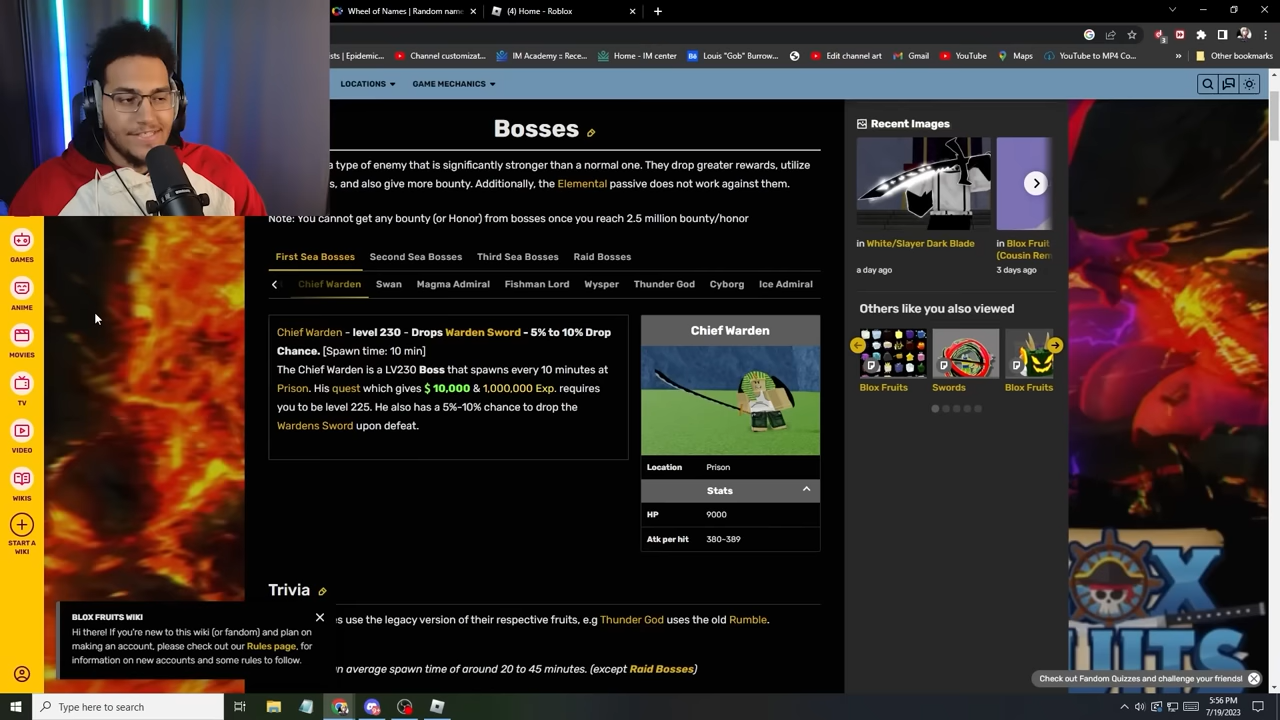 Wheel of Names | Random name
(4) Home - Roblox
ts | Epidemic...
Channel customizat...
IM Academy :: Rece...
Home - IM center
Louis "Gob" Burrow...
Edit channel art
Gmail
YouTube
Maps
YouTube to MP4 Co...
Other bookmarks
LOCATIONS
GAME MECHANICS
Bosses
a type of enemy that is significantly stronger than a normal one. They drop greater rewards, utilize
s, and also give more bounty. Additionally, the Elemental passive does not work against them.
Note: You cannot get any bounty (or Honor) from bosses once you reach 2.5 million bounty/honor
First Sea Bosses
Second Sea Bosses
Third Sea Bosses
Raid Bosses
Chief Warden
Swan
Magma Admiral
Fishman Lord
Wysper
Thunder God
Cyborg
Ice Admiral
Chief Warden - level 230 - Drops Warden Sword - 5% to 10% Drop
Chance. [Spawn time: 10 min]
The Chief Warden is a LV230 Boss that spawns every 10 minutes at
Prison. His quest which gives $ 10,000 & 1,000,000 Exp. requires
you to be level 225. He also has a 5%-10% chance to drop the
Wardens Sword upon defeat.
Chief Warden
Location Prison
Stats
HP 9000
Atk per hit 380-389
Trivia
es use the legacy version of their respective fruits, e.g Thunder God uses the old Rumble.
n average spawn time of around 20 to 45 minutes. (except Raid Bosses)
Recent Images
in White/Slayer Dark Blade
a day ago
in Blox Fruit
(Cousin Rem
3 days ago
Others like you also viewed
Blox Fruits
Swords
Blox Fruits
GAMES
ANIME
MOVIES
TV
VIDEO
WIKIS
START A
WIKI
BLOX FRUITS WIKI
Hi there! If you're new to this wiki (or fandom) and plan on
making an account, please check out our Rules page, for
information on new accounts and some rules to follow.
Check out Fandom Quizzes and challenge your friends!
Type here to search
5:56 PM
7/19/2023